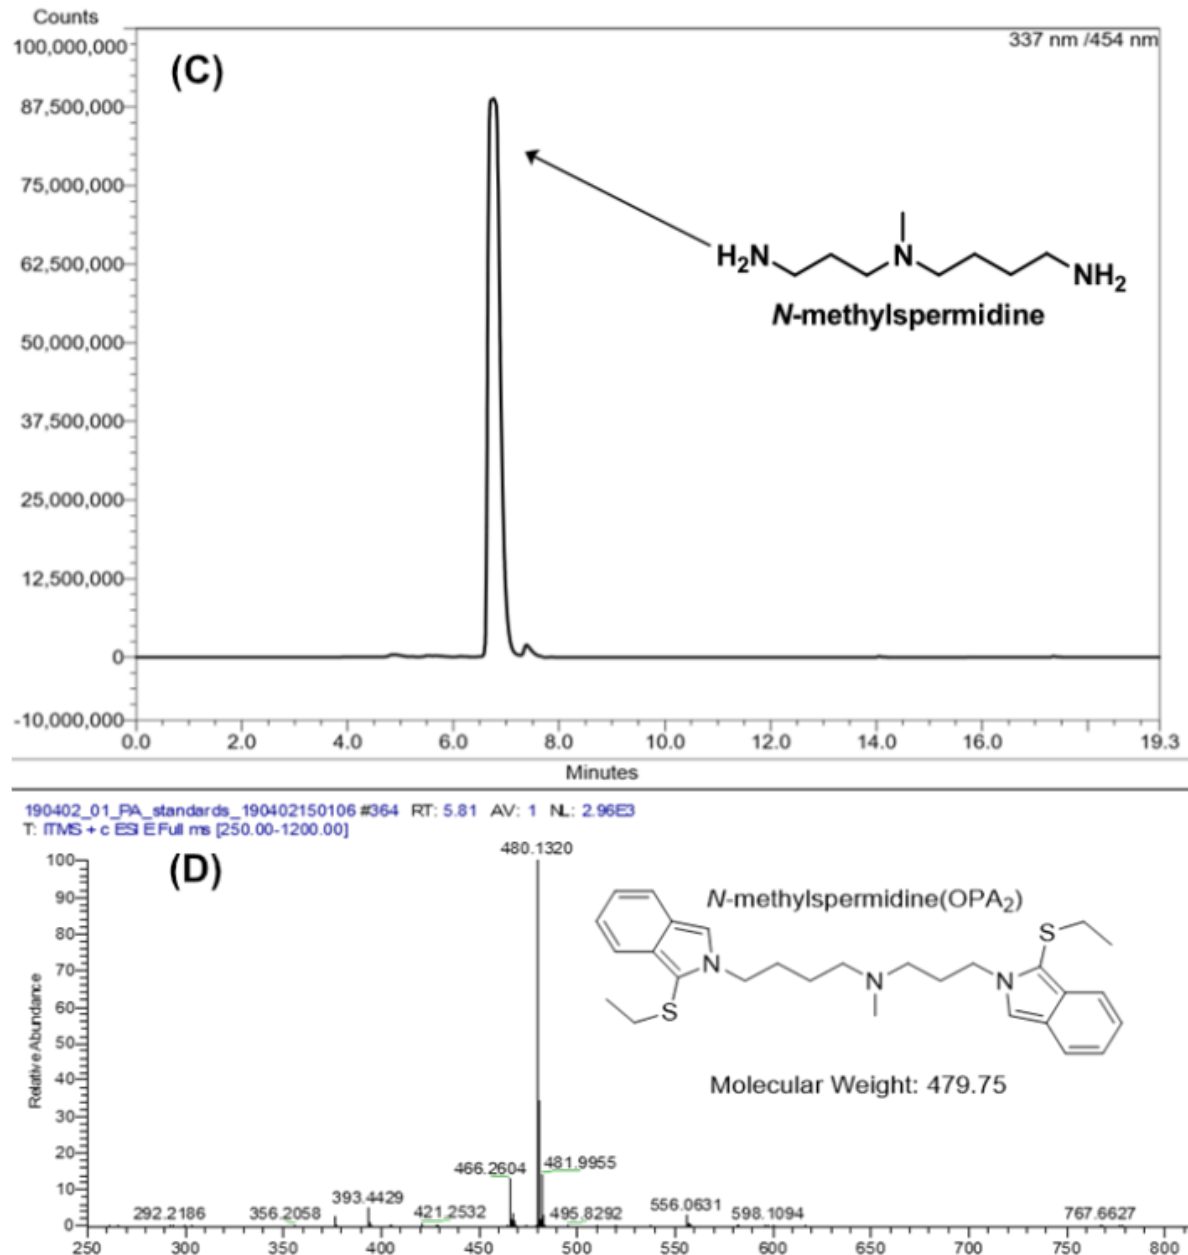 Counts
337 nm /454 nm
(C)
100,000,000
87,500,000
75,000,000
62,500,000
50,000,000
37,500,000
25,000,000
12,500,000
0
-10,000,000
H2N
N
NH2
N-methylspermidine
0.0 2.0 4.0 6.0 8.0 10.0 12.0 14.0 16.0 19.3
Minutes
190402_01_PA_standards_190402150106 #364 RT: 5.81 AV: 1 NL: 2.96E3
T: ITMS + c ESI E Full ms [250.00-1200.00]
(D)
Relative Abundance
100
90
80
70
60
50
40
30
20
10
0
480.1320
466.2604
481.9955
393.4429
292.2186
356.2058
421.2532
495.8292
556.0631
598.1094
767.6627
N-methylspermidine(OPA2)
S
N
N
N
S
Molecular Weight: 479.75
250 300 350 400 450 500 550 600 650 700 750 800